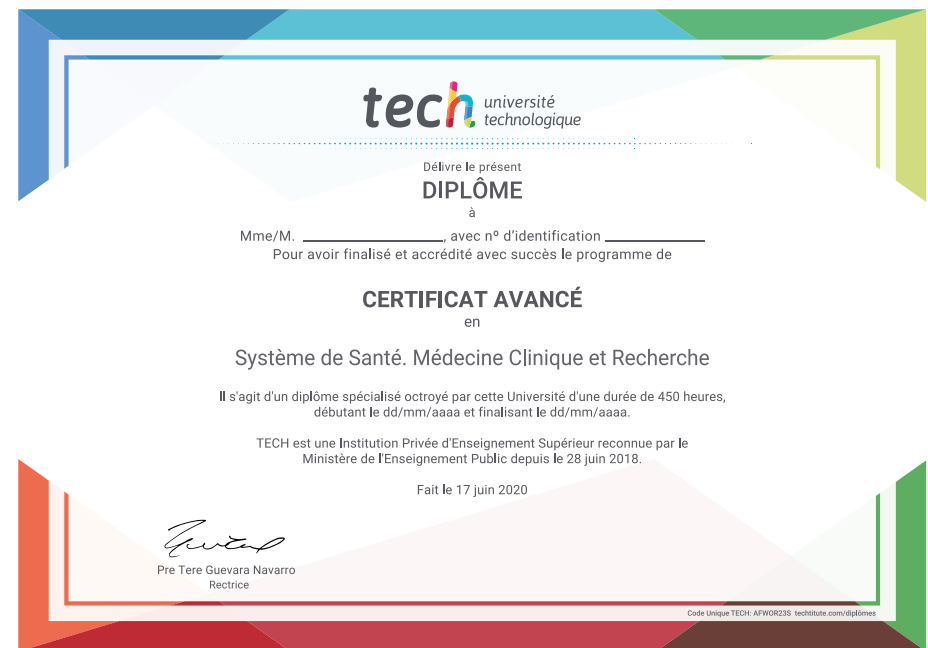 tech université
technologique
Délivre le présent
DIPLÔME
à
Mme/M. ____________________, avec nº d'identification ______________
Pour avoir finalisé et accrédité avec succès le programme de
CERTIFICAT AVANCÉ
en
Système de Santé. Médecine Clinique et Recherche
Il s'agit d'un diplôme spécialisé octroyé par cette Université d'une durée de 450 heures,
débutant le dd/mm/aaaa et finalisant le dd/mm/aaaa.
TECH est une Institution Privée d'Enseignement Supérieur reconnue par le
Ministère de l'Enseignement Public depuis le 28 juin 2018.
Fait le 17 juin 2020
Pre Tere Guevara Navarro
Rectrice
Code Unique TECH: AFWOR23S techtitute.com/diplômes